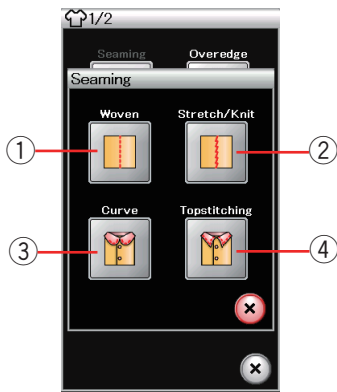 1/2
Seaming Overedge
Seaming
Woven Stretch/Knit
① ②
Curve Topstitching
③ ④